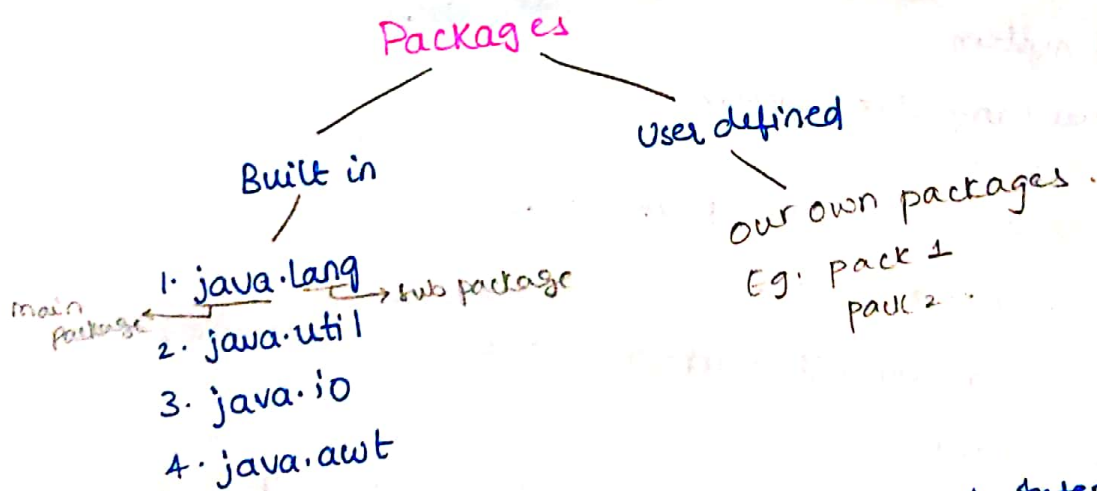 Packages
Built in
User defined
1. java.lang
main
package
sub package
2. java.util
3. java.io
4. java.awt
our own packages.
Eg. pack 1
pack 2.